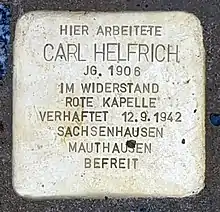 HIER ARBEITETE
CARL HELFRICH
JG. 1906
IM WIDERSTAND
ROTE KAPELLE
VERHAFTET 12.9.1942
SACHSENHAUSEN
MAUTHAUSEN
BEFREIT